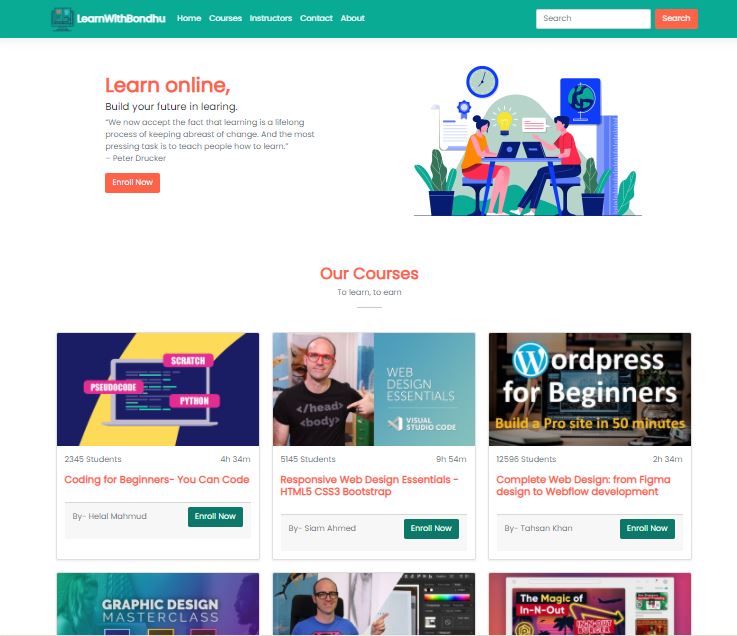 LearnWithBondhu Home Courses Instructors Contact About Search Search
Learn online,
Build your future in learing.
“We now accept the fact that learning is a lifelong
process of keeping abreast of change. And the most
pressing task is to teach people how to learn.”
– Peter Drucker
Enroll Now
Our Courses
To learn, to earn
SCRATCH
PSEUDOCODE
PYTHON
</head>
<body>
WEB
DESIGN
ESSENTIALS
VISUAL
STUDIO CODE
Wordpress
for Beginners
Build a Pro site in 50 minutes
2345 Students 4h 34m
Coding for Beginners- You Can Code
By- Helal Mahmud Enroll Now
5145 Students 9h 54m
Responsive Web Design Essentials -
HTML5 CSS3 Bootstrap
By- Siam Ahmed Enroll Now
12596 Students 2h 34m
Complete Web Design: from Figma
design to Webflow development
By- Tahsan Khan Enroll Now
GRAPHIC DESIGN
MASTERCLASS
The Magic of
In-N-Out
IN-N-OUT
BURGER